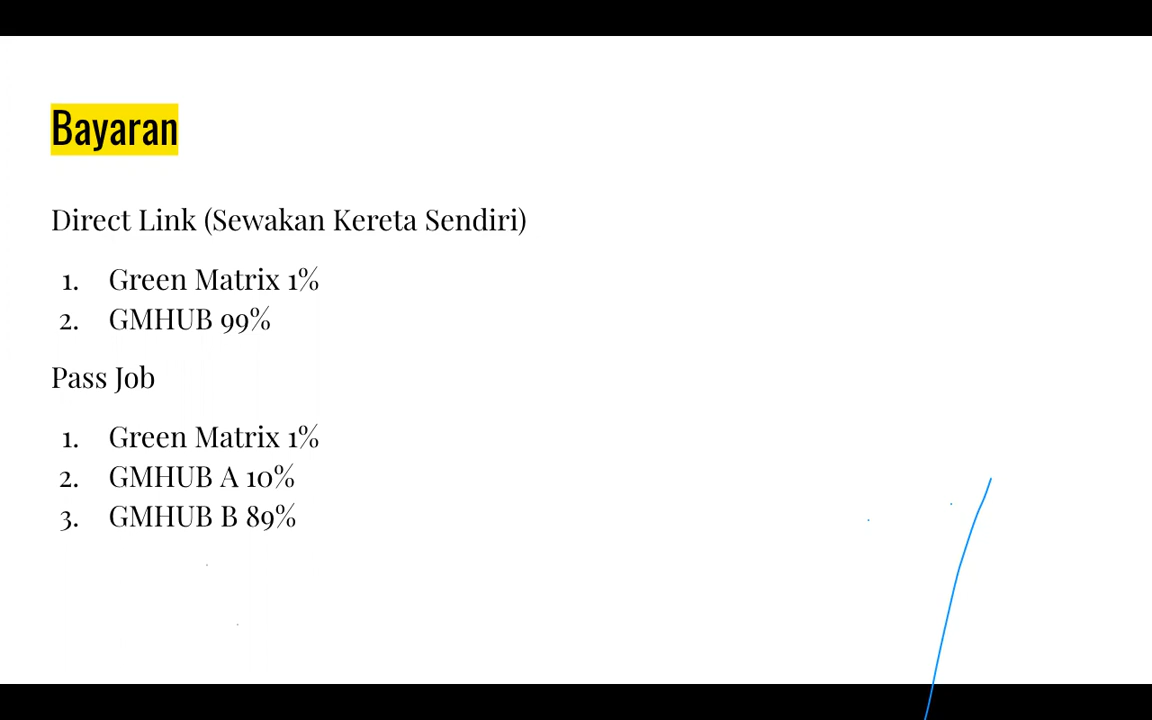 Bayaran
Direct Link (Sewakan Kereta Sendiri)
1. Green Matrix 1%
2. GMHUB 99%
Pass Job
1. Green Matrix 1%
2. GMHUB A 10%
3. GMHUB B 89%